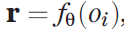 𝐫 = f_θ(o_i),